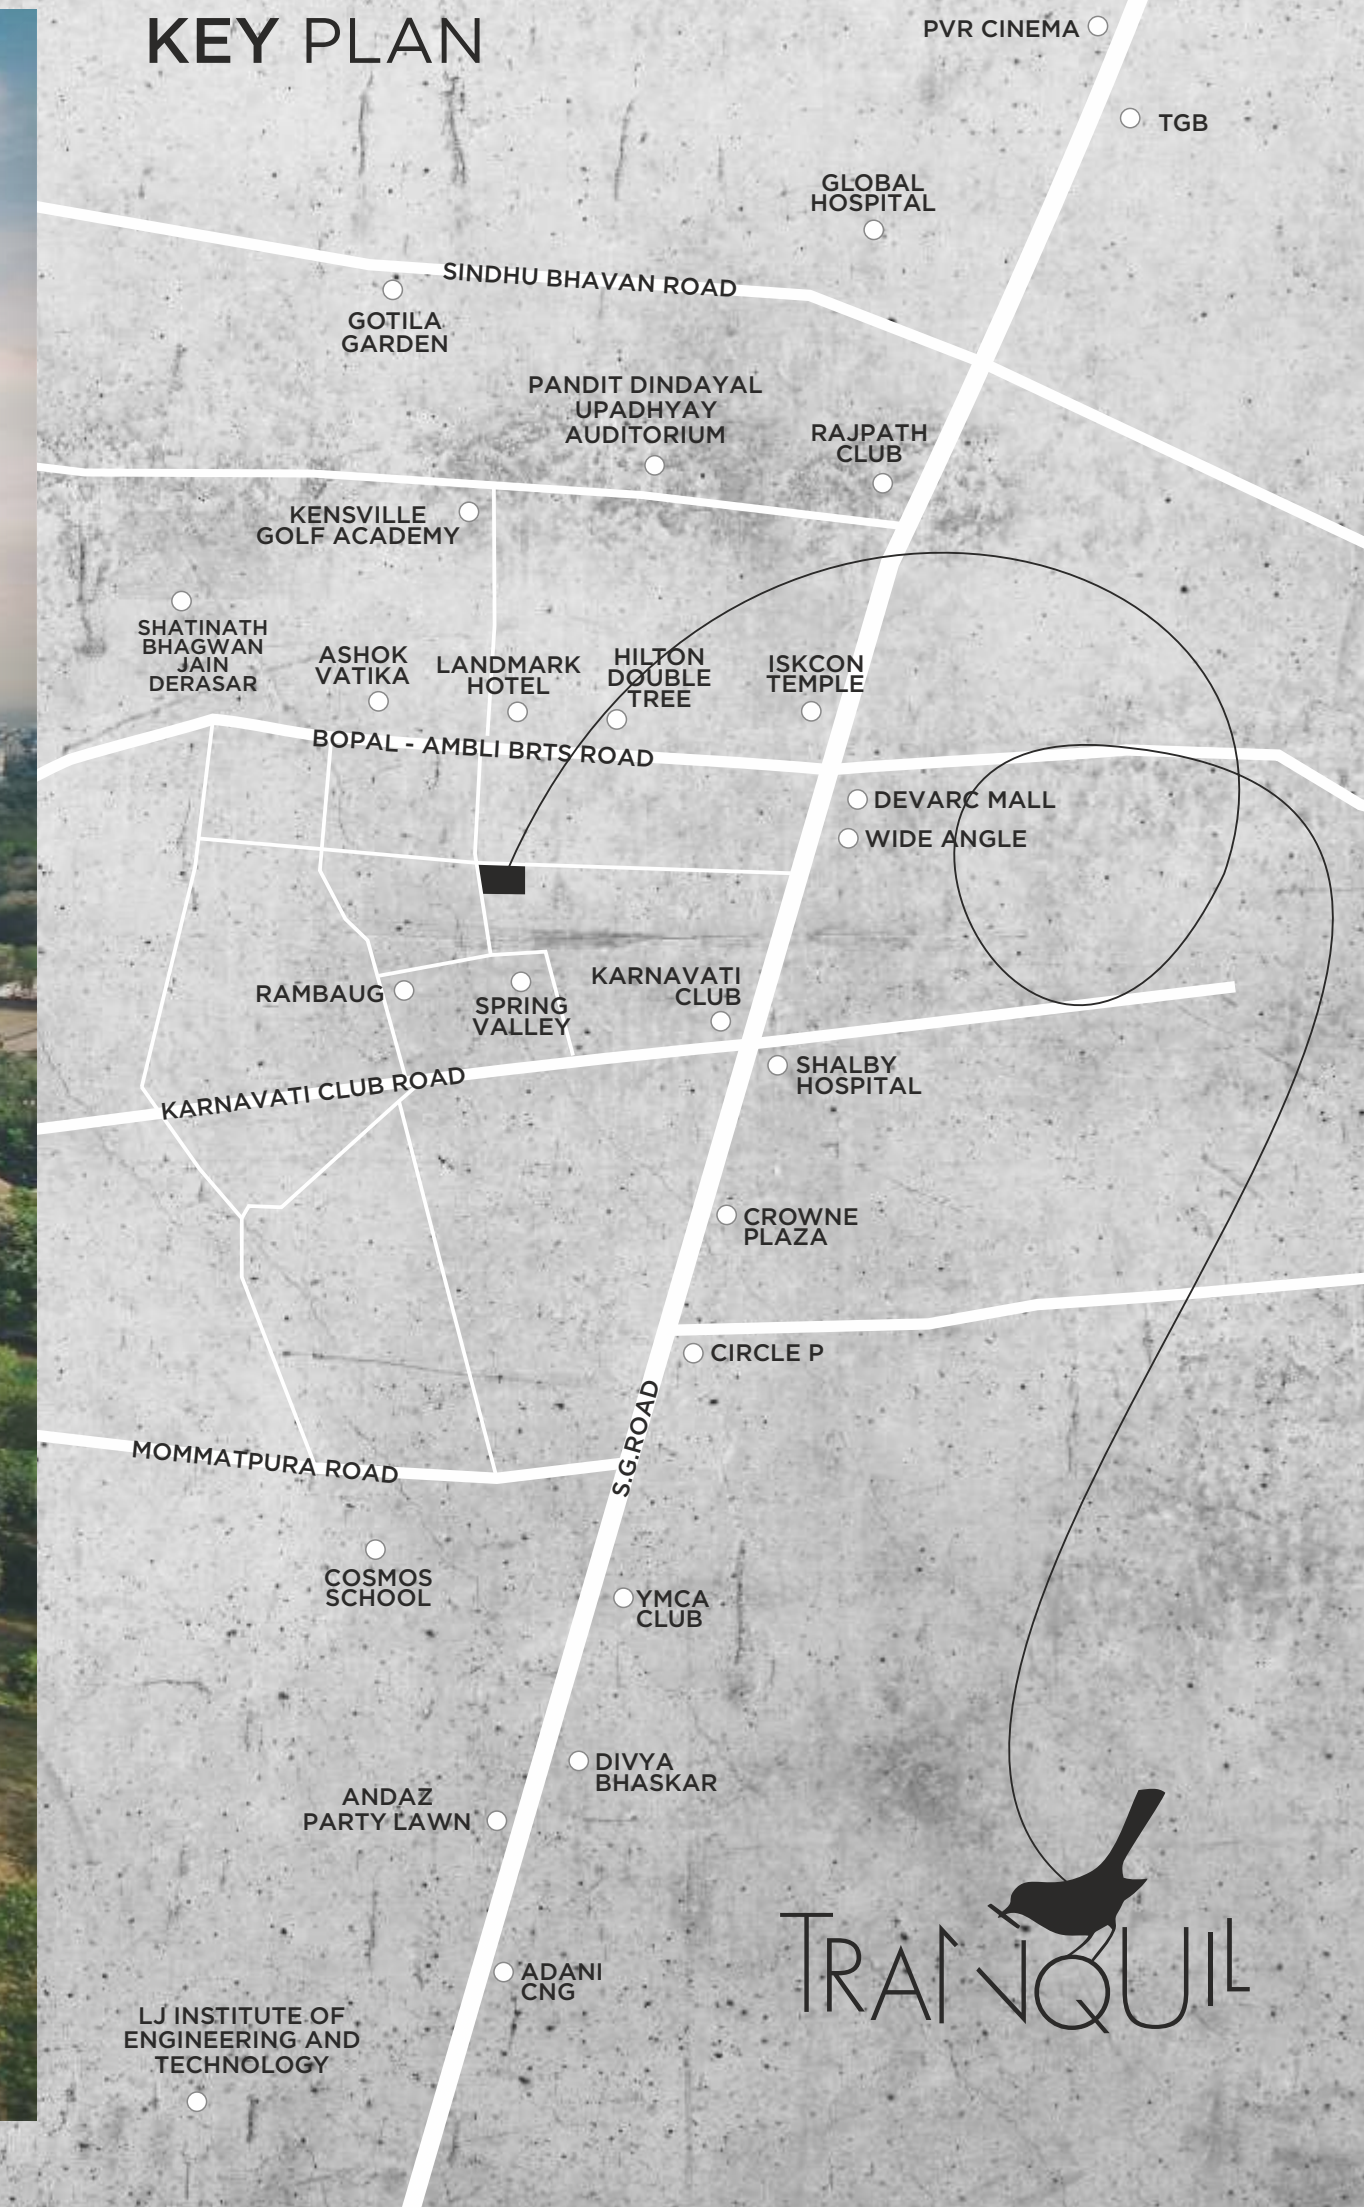 KEY PLAN
PVR CINEMA
TGB
GLOBAL
HOSPITAL
SINDHU BHAVAN ROAD
GOTILA
GARDEN
PANDIT DINDAYAL
UPADHYAY
AUDITORIUM
RAJPATH
CLUB
KENSVILLE
GOLF ACADEMY
SHATINATH
BHAGWAN
JAIN
DERASAR
ASHOK
VATIKA
LANDMARK
HOTEL
HILTON
DOUBLE
TREE
ISKCON
TEMPLE
BOPAL - AMBLI BRTS ROAD
DEVARC MALL
WIDE ANGLE
RAMBAUG
SPRING
VALLEY
KARNAVATI
CLUB
SHALBY
HOSPITAL
KARNAVATI CLUB ROAD
CROWNE
PLAZA
CIRCLE P
S.G.ROAD
MOMMATPURA ROAD
COSMOS
SCHOOL
YMCA
CLUB
DIVYA
BHASKAR
ANDAZ
PARTY LAWN
ADANI
CNG
TRANQUIL
LJ INSTITUTE OF
ENGINEERING AND
TECHNOLOGY